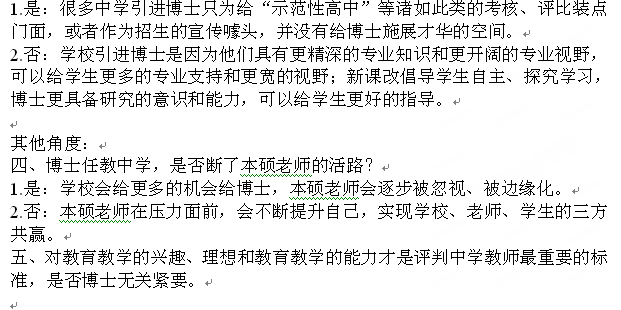 1.是：很多中学引进博士只为给“示范性高中”等诸如此类的考核、评比装点
门面，或者作为招生的宣传噱头，并没有给博士施展才华的空间。
2.否：学校引进博士是因为他们具有更精深的专业知识和更开阔的专业视野，
可以给学生更多的专业支持和更宽的视野；新课改倡导学生自主、探究学习，
博士更具备研究的意识和能力，可以给学生更好的指导。
其他角度：
四、博士任教中学，是否断了本硕老师的活路？
1.是：学校会给更多的机会给博士，本硕老师会逐步被忽视、被边缘化。
2.否：本硕老师在压力面前，会不断提升自己，实现学校、老师、学生的三方
共赢。
五、对教育教学的兴趣、理想和教育教学的能力才是评判中学教师最重要的标
准，是否博士无关紧要。